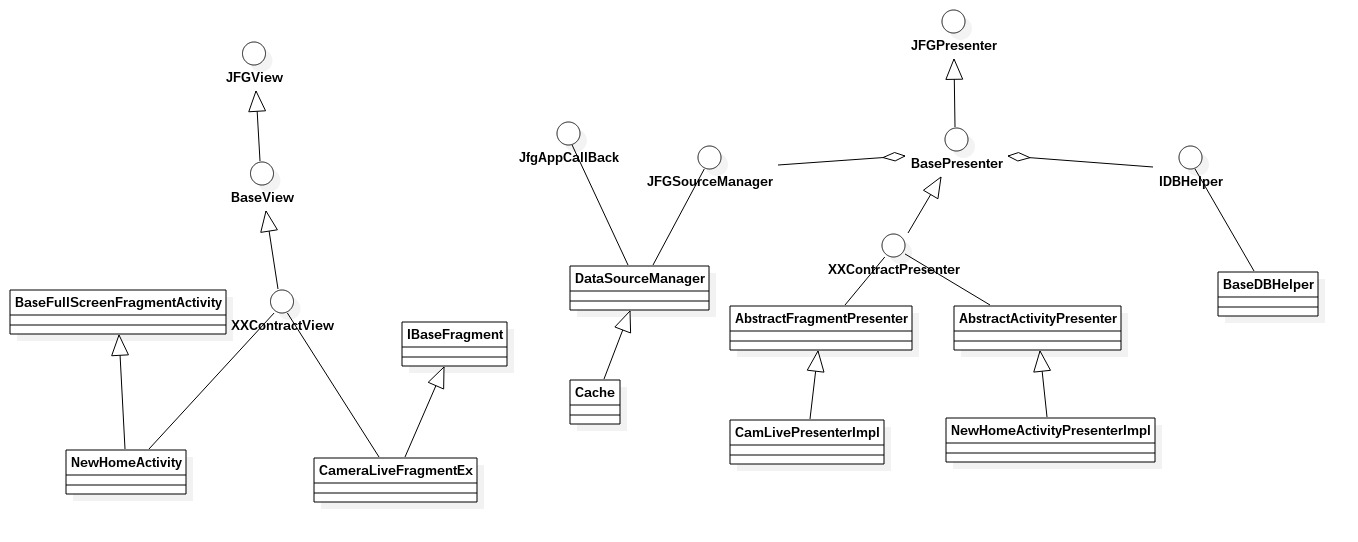 JFGPresenter
JFGView
JfgAppCallBack
BasePresenter
JFGSourceManager
IDBHelper
BaseView
XXContractPresenter
DataSourceManager
BaseDBHelper
BaseFullScreenFragmentActivity
XXContractView
AbstractFragmentPresenter
AbstractActivityPresenter
IBaseFragment
Cache
CamLivePresenterImpl
NewHomeActivityPresenterImpl
NewHomeActivity
CameraLiveFragmentEx